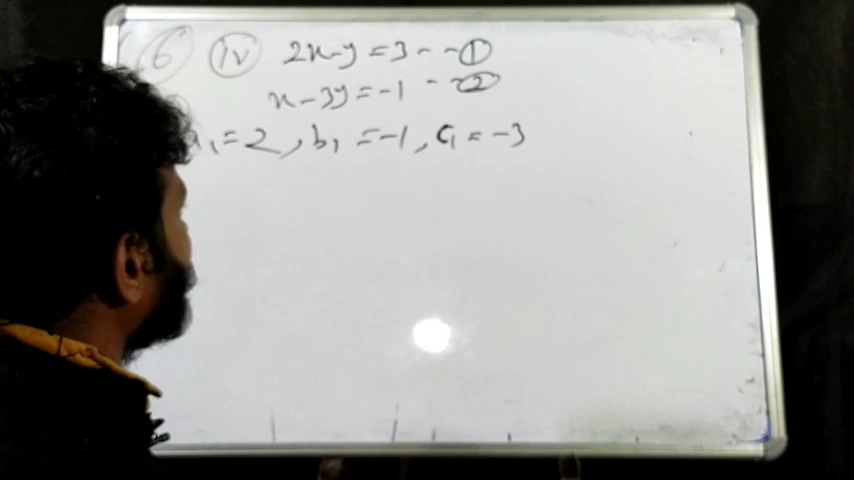 6 iv 2x-y=3--①
x-3y=-1--②
a₁=2, b₁=-1, c₁=-3